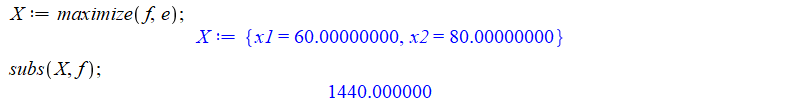 X := maximize(f, e);
X := {x1 = 60.00000000, x2 = 80.00000000}
subs(X, f);
1440.000000